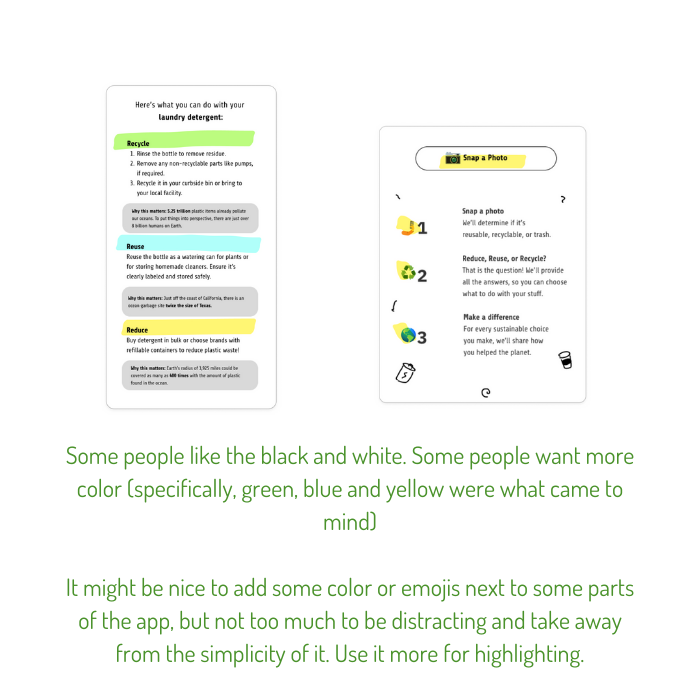 Here's what you can do with your
laundry detergent:
Recycle
1. Rinse the bottle to remove residue.
2. Remove any non-recyclable parts like pumps,
if required.
3. Recycle it in your curbside bin or bring to
your local facility.
Why this matters: 5.25 trillion plastic items already pollute
our oceans. To put things into perspective, there are just over
8 billion humans on Earth.
Reuse
Reuse the bottle as a watering can for plants or
for storing homemade cleaners. Ensure it's
clearly labeled and stored safely.
Why this matters: Just off the coast of California, there is an
ocean garbage site twice the size of Texas.
Reduce
Buy detergent in bulk or choose brands with
refillable containers to reduce plastic waste!
Why this matters: Earth's radius of 3,925 miles could be
covered as many as 600 times with the amount of plastic
found in the ocean.
Snap a Photo
1
Snap a photo
We'll determine if it's
reusable, recyclable, or trash.
2
Reduce, Reuse, or Recycle?
That is the question! We'll provide
all the answers, so you can choose
what to do with your stuff.
3
Make a difference
For every sustainable choice
you make, we'll share how
you helped the planet.
Some people like the black and white. Some people want more
color (specifically, green, blue and yellow were what came to
mind)
It might be nice to add some color or emojis next to some parts
of the app, but not too much to be distracting and take away
from the simplicity of it. Use it more for highlighting.